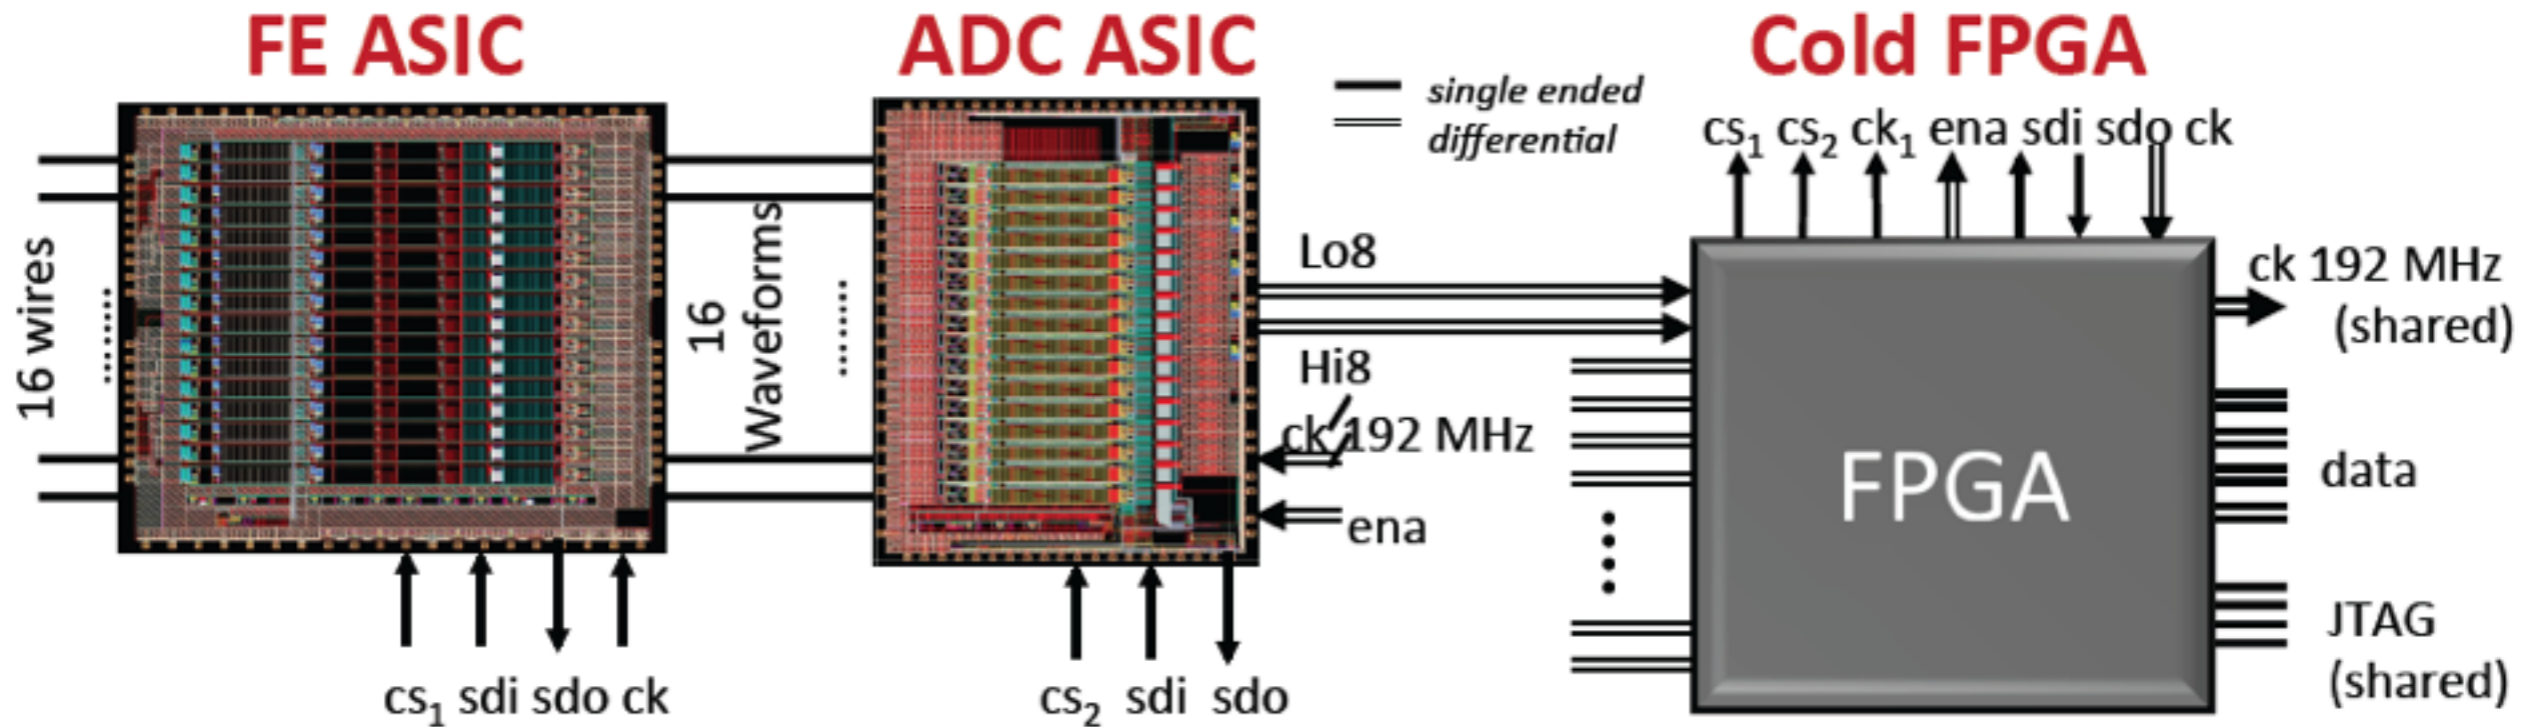 FE ASIC
ADC ASIC
Cold FPGA
single ended
differential
cs₁ cs₂ ck₁ ena sdi sdo ck
16 wires
16
Waveforms
Lo8
Hi8
ck 192 MHz
ena
FPGA
ck 192 MHz
(shared)
data
JTAG
(shared)
cs₁ sdi sdo ck
cs₂ sdi sdo